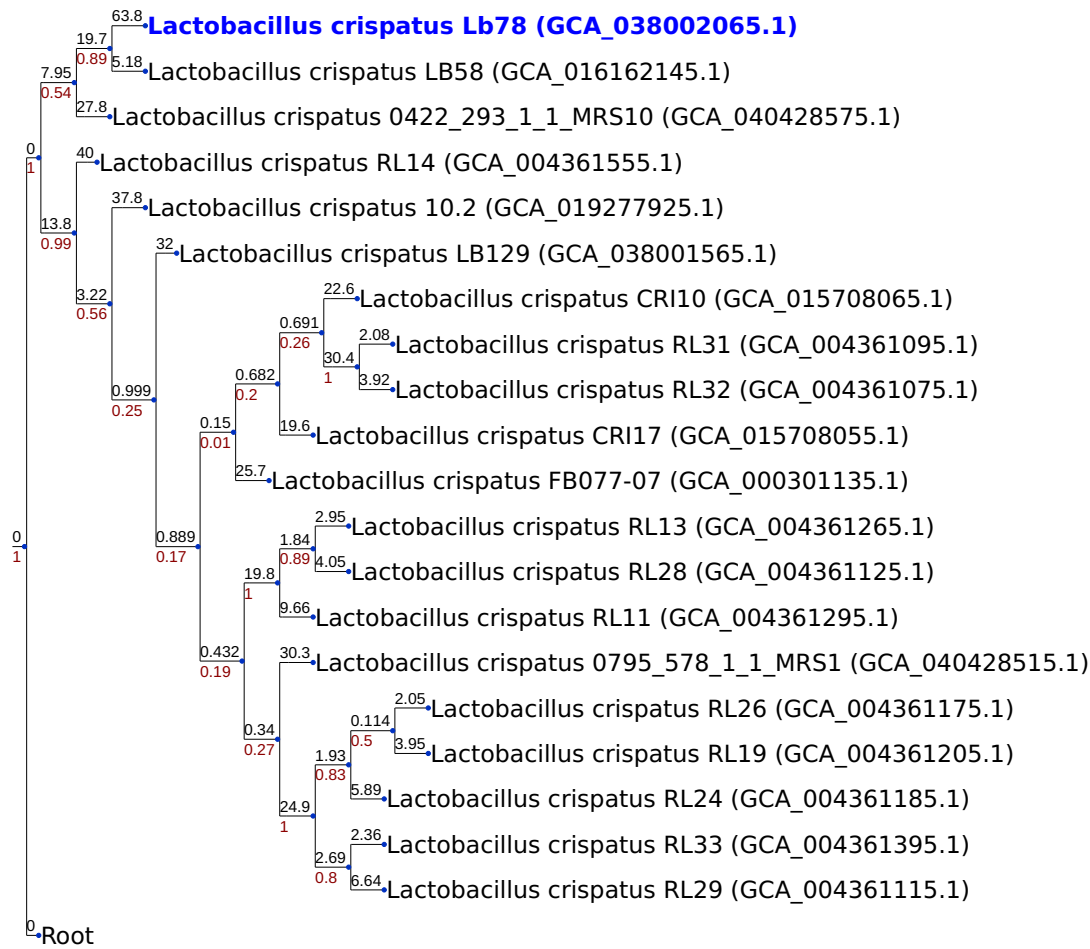 63.8 Lactobacillus crispatus Lb78 (GCA_038002065.1)
19.7
0.89
5.18 Lactobacillus crispatus LB58 (GCA_016162145.1)
7.95
0.54
27.8 Lactobacillus crispatus 0422_293_1_1_MRS10 (GCA_040428575.1)
0
1
40 Lactobacillus crispatus RL14 (GCA_004361555.1)
37.8 Lactobacillus crispatus 10.2 (GCA_019277925.1)
13.8
0.99
32 Lactobacillus crispatus LB129 (GCA_038001565.1)
3.22
0.56
22.6 Lactobacillus crispatus CRI10 (GCA_015708065.1)
0.691
0.26
2.08 Lactobacillus crispatus RL31 (GCA_004361095.1)
30.4
1
3.92 Lactobacillus crispatus RL32 (GCA_004361075.1)
0.682
0.2
0.999
0.25
19.6 Lactobacillus crispatus CRI17 (GCA_015708055.1)
0.15
0.01
25.7 Lactobacillus crispatus FB077-07 (GCA_000301135.1)
2.95 Lactobacillus crispatus RL13 (GCA_004361265.1)
1.84
0.89
0
1
0.889
0.17
4.05 Lactobacillus crispatus RL28 (GCA_004361125.1)
19.8
1
9.66 Lactobacillus crispatus RL11 (GCA_004361295.1)
0.432
0.19
30.3 Lactobacillus crispatus 0795_578_1_1_MRS1 (GCA_040428515.1)
2.05 Lactobacillus crispatus RL26 (GCA_004361175.1)
0.114
0.5
0.34
0.27
3.95 Lactobacillus crispatus RL19 (GCA_004361205.1)
1.93
0.83
5.89 Lactobacillus crispatus RL24 (GCA_004361185.1)
24.9
1
2.36 Lactobacillus crispatus RL33 (GCA_004361395.1)
2.69
0.8
6.64 Lactobacillus crispatus RL29 (GCA_004361115.1)
0 Root